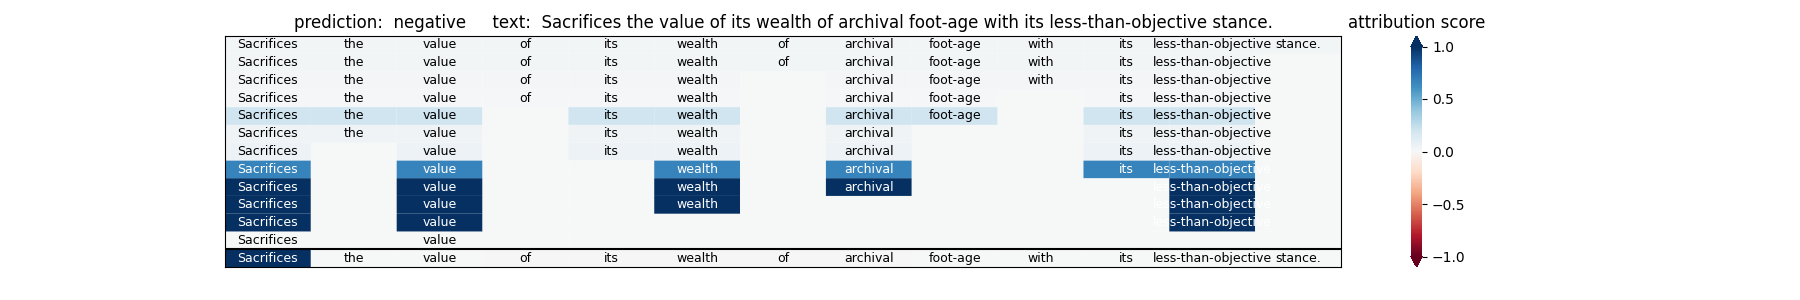 prediction: negative text: Sacrifices the value of its wealth of archival foot-age with its less-than-objective stance. attribution score
Sacrifices the value of its wealth of archival foot-age with its less-than-objective stance. 1.0
Sacrifices the value of its wealth of archival foot-age with its less-than-objective
Sacrifices the value of its wealth archival foot-age with its less-than-objective
Sacrifices the value of its wealth archival foot-age its less-than-objective 0.5
Sacrifices the value its wealth archival foot-age its less-than-objective
Sacrifices the value its wealth archival its less-than-objective
Sacrifices value its wealth archival its less-than-objective 0.0
Sacrifices value wealth archival its less-than-objective
Sacrifices value wealth archival less-than-objective
Sacrifices value wealth less-than-objective −0.5
Sacrifices value less-than-objective
Sacrifices value
Sacrifices the value of its wealth of archival foot-age with its less-than-objective stance. −1.0